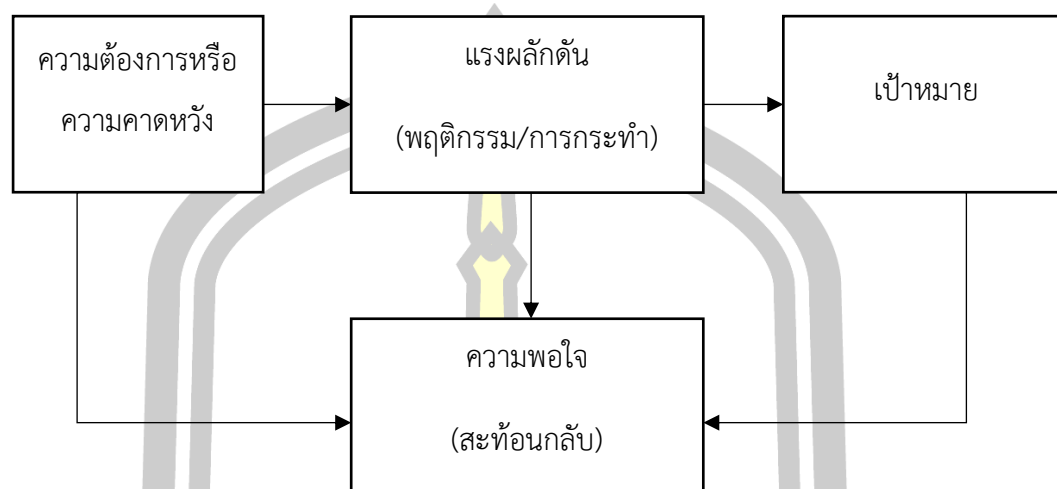 ความต้องการหรือ
ความคาดหวัง
แรงผลักดัน
(พฤติกรรม/การกระทำ)
เป้าหมาย
ความพอใจ
(สะท้อนกลับ)